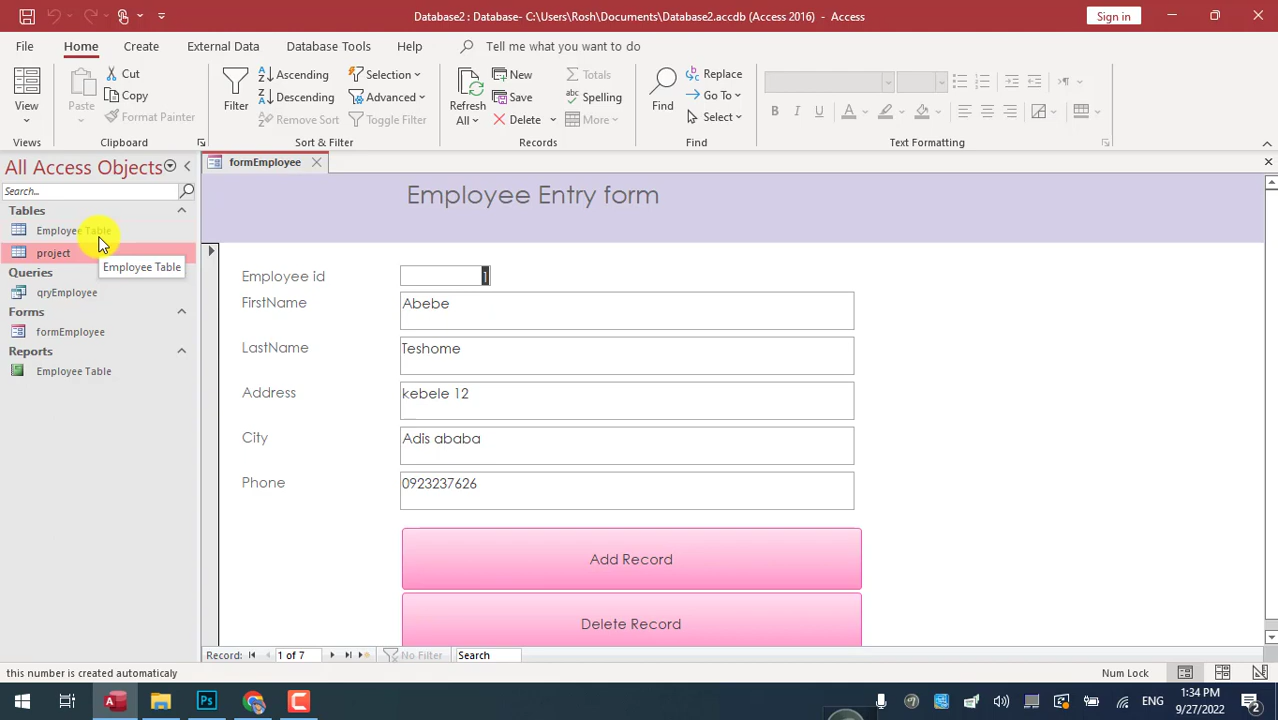 Database2 : Database- C:\Users\Rosh\Documents\Database2.accdb (Access 2016) - Access
Sign in
File
Home
Create
External Data
Database Tools
Help
Tell me what you want to do
View
Views
Paste
Cut
Copy
Format Painter
Clipboard
Filter
Ascending
Descending
Remove Sort
Selection
Advanced
Toggle Filter
Sort & Filter
Refresh
All
New
Save
Delete
Totals
Spelling
More
Records
Find
Replace
Go To
Select
Find
B I U A
Text Formatting
All Access Objects
Search...
Tables
Employee Table
project
Employee Table
Queries
qryEmployee
Forms
formEmployee
Reports
Employee Table
formEmployee
Employee Entry form
Employee id 1
FirstName Abebe
LastName Teshome
Address kebele 12
City Adis ababa
Phone 0923237626
Add Record
Delete Record
Record: 1 of 7 No Filter Search
this number is created automaticaly
Num Lock
Ps
ENG
1:34 PM
9/27/2022
2